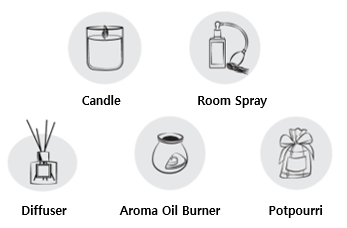 Candle
Room Spray
Diffuser
Aroma Oil Burner
Potpourri